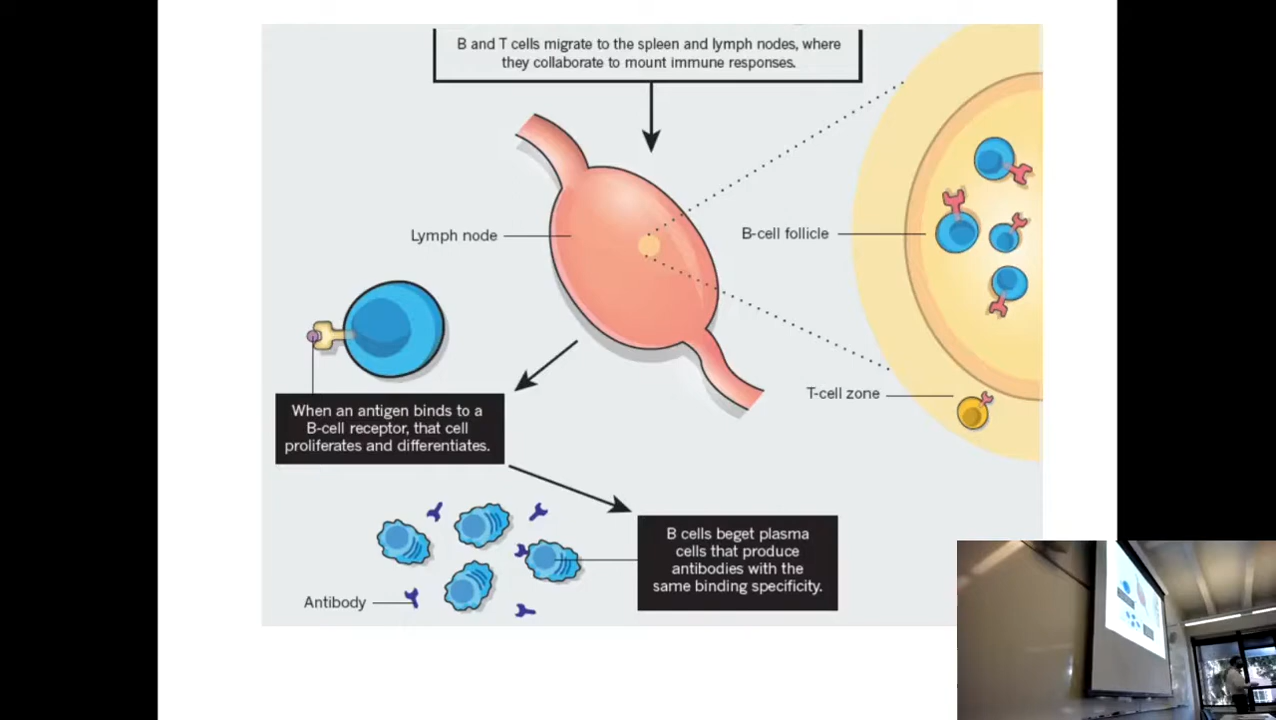 B and T cells migrate to the spleen and lymph nodes, where
they collaborate to mount immune responses.
Lymph node
B-cell follicle
T-cell zone
When an antigen binds to a
B-cell receptor, that cell
proliferates and differentiates.
B cells beget plasma
cells that produce
antibodies with the
same binding specificity.
Antibody